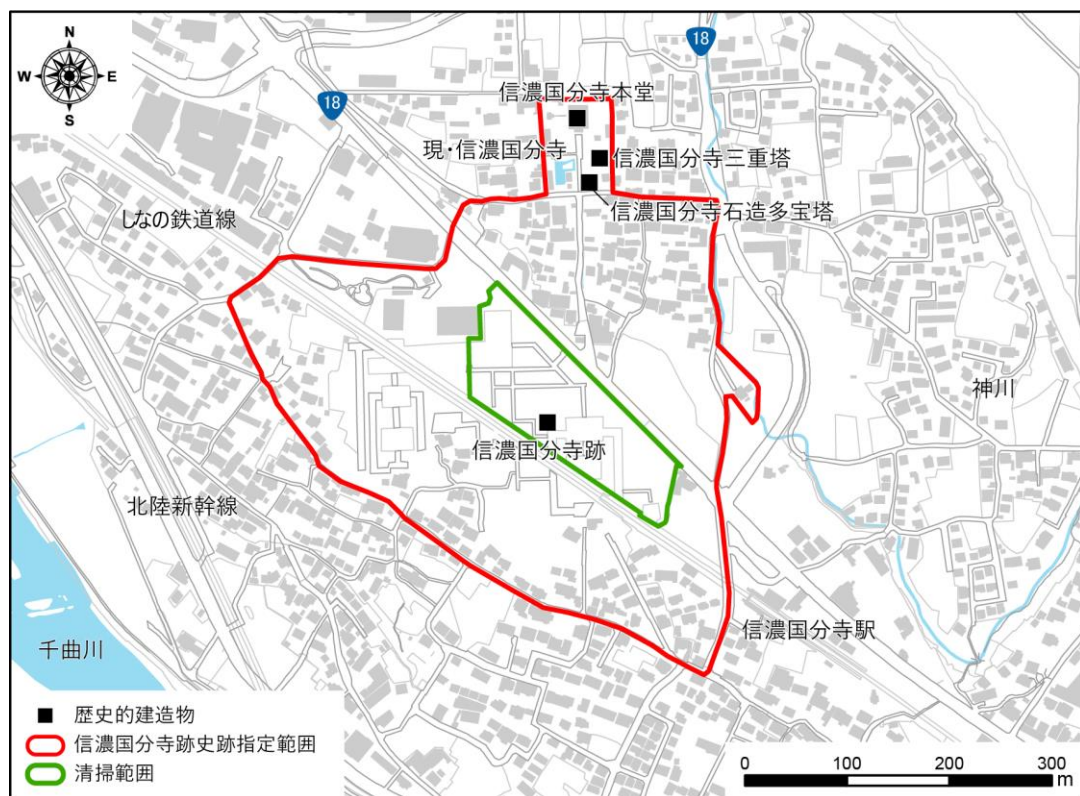 N
W
E
S
18
18
信濃国分寺本堂
現・信濃国分寺
信濃国分寺三重塔
信濃国分寺石造多宝塔
しなの鉄道線
神川
信濃国分寺跡
北陸新幹線
信濃国分寺駅
千曲川
歴史的建造物
信濃国分寺跡史跡指定範囲
清掃範囲
0 100 200 300
m